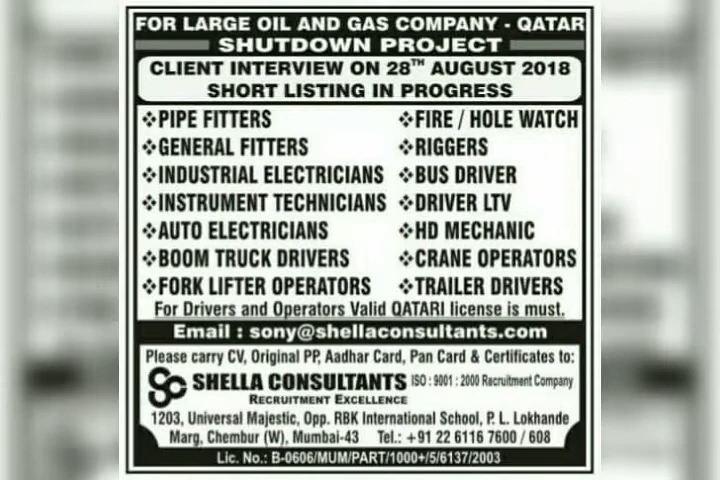 FOR LARGE OIL AND GAS COMPANY - QATAR
SHUTDOWN PROJECT
CLIENT INTERVIEW ON 28TH AUGUST 2018
SHORT LISTING IN PROGRESS
❖PIPE FITTERS
❖GENERAL FITTERS
❖INDUSTRIAL ELECTRICIANS
❖INSTRUMENT TECHNICIANS
❖AUTO ELECTRICIANS
❖BOOM TRUCK DRIVERS
❖FORK LIFTER OPERATORS
❖FIRE / HOLE WATCH
❖RIGGERS
❖BUS DRIVER
❖DRIVER LTV
❖HD MECHANIC
❖CRANE OPERATORS
❖TRAILER DRIVERS
For Drivers and Operators Valid QATARI license is must.
Email : sony@shellaconsultants.com
Please carry CV, Original PP, Aadhar Card, Pan Card & Certificates to:
SC SHELLA CONSULTANTS ISO : 9001 : 2000 Recruitment Company
RECRUITMENT EXCELLENCE
1203, Universal Majestic, Opp. RBK International School, P. L. Lokhande
Marg, Chembur (W), Mumbai-43 Tel.: +91 22 6116 7600 / 608
Lic. No.: B-0606/MUM/PART/1000+/5/6137/2003